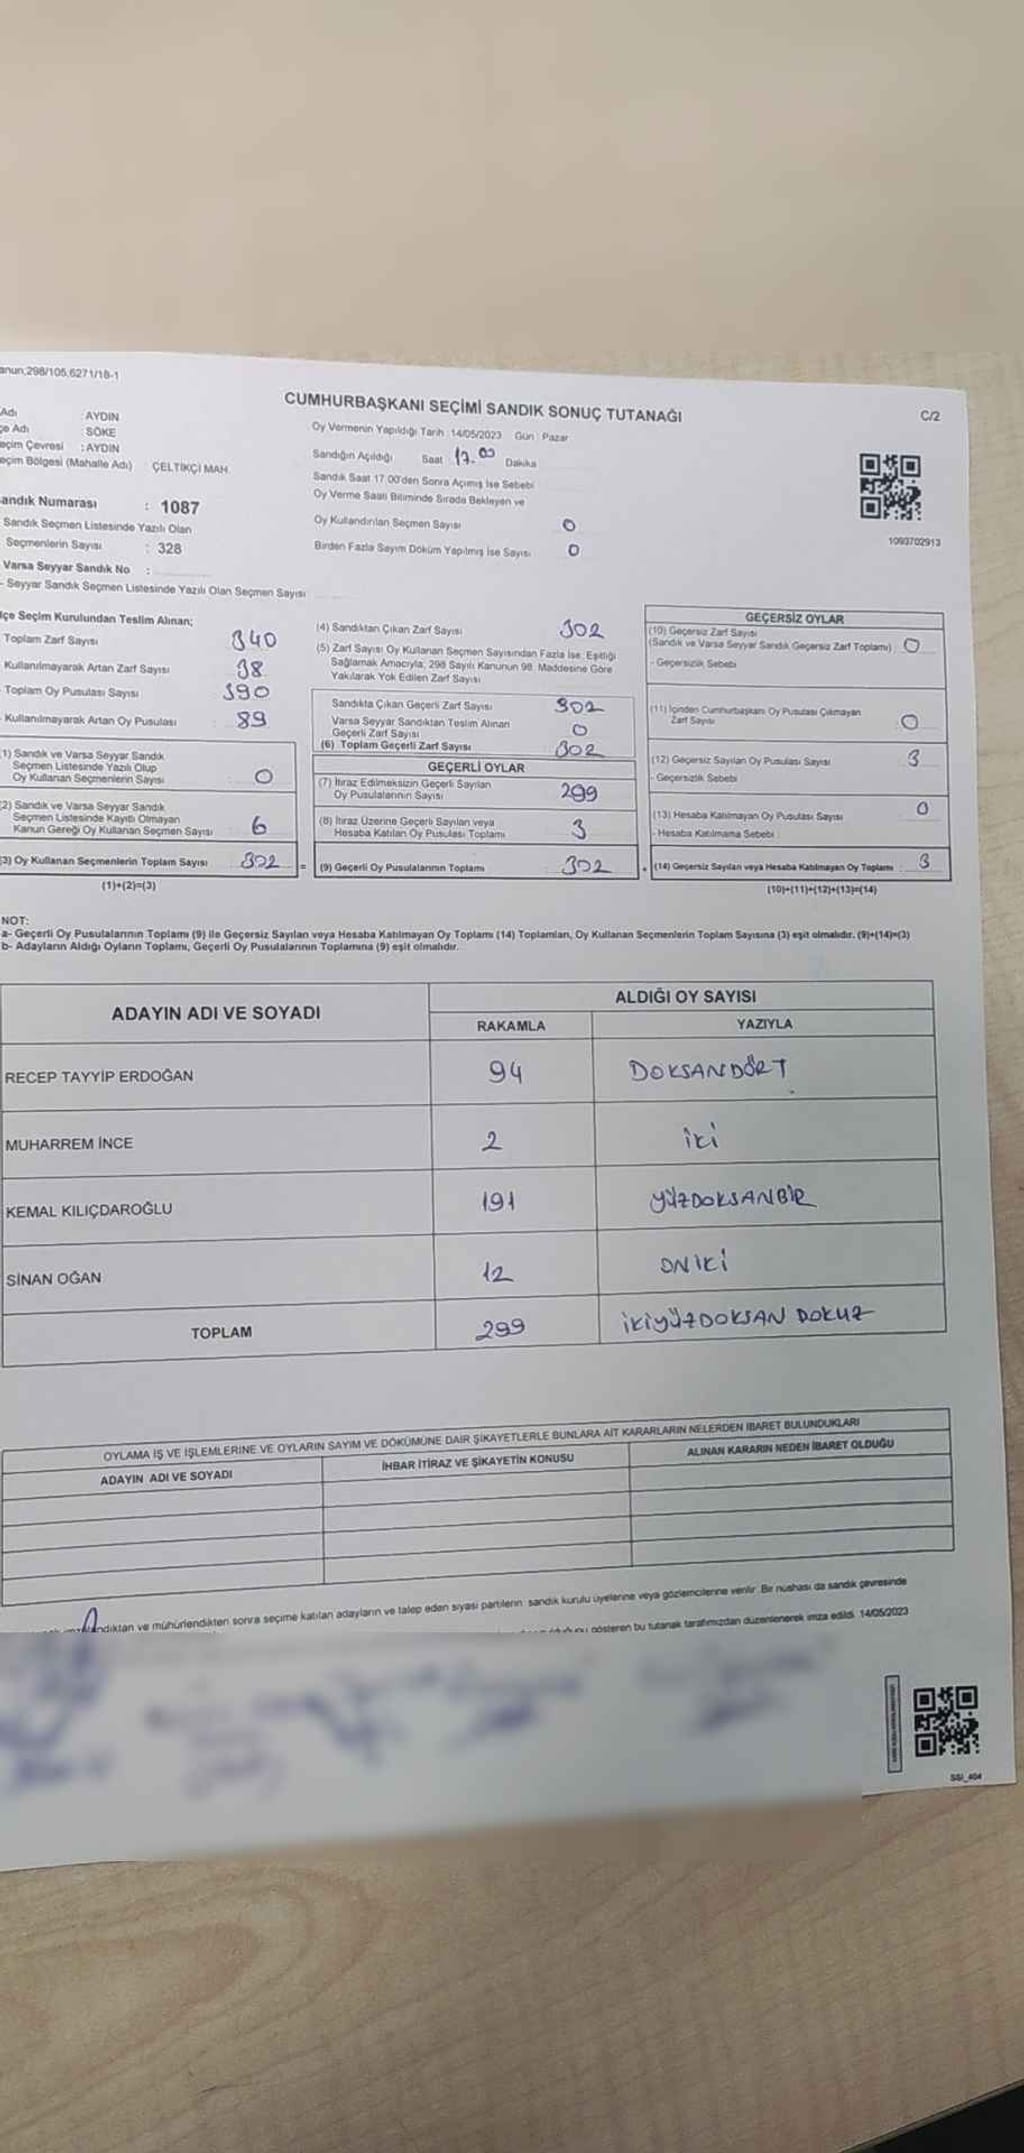 anun,298/105,6271/18-1
CUMHURBAŞKANI SEÇİMİ SANDIK SONUÇ TUTANAĞI
C/2
Adı : AYDIN
çe Adı : SÖKE
eçim Çevresi : AYDIN
eçim Bölgesi (Mahalle Adı) : ÇELTİKÇİ MAH.
andık Numarası : 1087
Sandık Seçmen Listesinde Yazılı Olan
Seçmenlerin Sayısı : 328
Varsa Seyyar Sandık No :
- Seyyar Sandık Seçmen Listesinde Yazılı Olan Seçmen Sayısı
Oy Vermenin Yapıldığı Tarih : 14/05/2023 Gün : Pazar
Sandığın Açıldığı Saat 17.00 Dakika
Sandık Saat 17:00'den Sonra Açımış İse Sebebi
Oy Verme Saati Bitiminde Sırada Bekleyen ve
Oy Kullandırılan Seçmen Sayısı 0
Birden Fazla Sayım Döküm Yapılmış İse Sayısı 0
1093702913
lçe Seçim Kurulundan Teslim Alınan;
Toplam Zarf Sayısı 340
Kullanılmayarak Artan Zarf Sayısı 38
- Toplam Oy Pusulası Sayısı 390
- Kullanılmayarak Artan Oy Pusulası 89
1) Sandık ve Varsa Seyyar Sandık
Seçmen Listesinde Yazılı Olup
Oy Kullanan Seçmenlerin Sayısı 0
2) Sandık ve Varsa Seyyar Sandık
Seçmen Listesinde Kayıtlı Olmayan
Kanun Gereği Oy Kullanan Seçmen Sayısı 6
3) Oy Kullanan Seçmenlerin Toplam Sayısı 302 =
(1)+(2)=(3)
(4) Sandıktan Çıkan Zarf Sayısı 302
(5) Zarf Sayısı Oy Kullanan Seçmen Sayısından Fazla İse; Eşitliği
Sağlamak Amacıyla, 298 Sayılı Kanunun 98. Maddesine Göre
Yakılarak Yok Edilen Zarf Sayısı
Sandıkta Çıkan Geçerli Zarf Sayısı 302
Varsa Seyyar Sandıktan Teslim Alınan
Geçerli Zarf Sayısı 0
(6) Toplam Geçerli Zarf Sayısı 302
GEÇERLİ OYLAR
(7) İtiraz Edilmeksizin Geçerli Sayılan
Oy Pusulalarının Sayısı 299
(8) İtiraz Üzerine Geçerli Sayılan veya
Hesaba Katılan Oy Pusulası Toplamı 3
(9) Geçerli Oy Pusulalarının Toplamı 302
GEÇERSİZ OYLAR
(10) Geçersiz Zarf Sayısı
(Sandık ve Varsa Seyyar Sandık Geçersiz Zarf Toplamı) 0
- Geçersizlik Sebebi
(11) İçinden Cumhurbaşkanı Oy Pusulası Çıkmayan
Zarf Sayısı 0
(12) Geçersiz Sayılan Oy Pusulası Sayısı 3
- Geçersizlik Sebebi
(13) Hesaba Katılmayan Oy Pusulası Sayısı 0
- Hesaba Katılmama Sebebi :
+ (14) Geçersiz Sayılan veya Hesaba Katılmayan Oy Toplamı : 3
(10)+(11)+(12)+(13)=(14)
NOT:
a- Geçerli Oy Pusulalarının Toplamı (9) ile Geçersiz Sayılan veya Hesaba Katılmayan Oy Toplamı (14) Toplamları, Oy Kullanan Seçmenlerin Toplam Sayısına (3) eşit olmalıdır. (9)+(14)=(3)
b- Adayların Aldığı Oyların Toplamı, Geçerli Oy Pusulalarının Toplamına (9) eşit olmalıdır.
ADAYIN ADI VE SOYADI ALDIĞI OY SAYISI
RAKAMLA YAZIYLA
RECEP TAYYİP ERDOĞAN 94 DOKSANDÖRT
MUHARREM İNCE 2 İKİ
KEMAL KILIÇDAROĞLU 191 YÜZDOKSANBİR
SİNAN OĞAN 12 ONİKİ
TOPLAM 299 İKİYÜZDOKSAN DOKUZ
OYLAMA İŞ VE İŞLEMLERİNE VE OYLARIN SAYIM VE DÖKÜMÜNE DAİR ŞİKAYETLERLE BUNLARA AİT KARARLARIN NELERDEN İBARET BULUNDUKLARI
ADAYIN ADI VE SOYADI İHBAR İTİRAZ VE ŞİKAYETİN KONUSU ALINAN KARARIN NEDEN İBARET OLDUĞU
ndıktan ve mühürlendikten sonra seçime katılan adayların ve talep eden siyasi partilerin sandık kurulu üyelerine veya gözlemcilerine verilir. Bir nüshası da sandık çevresinde
gösteren bu tutanak tarafımızdan düzenlenerek imza edildi. 14/05/2023
SSI_404